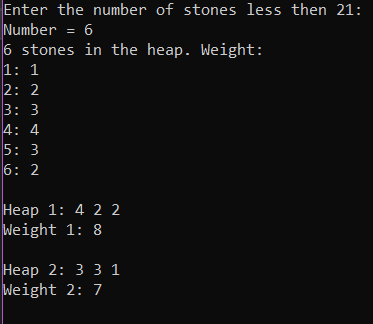 Enter the number of stones less then 21:
Number = 6
6 stones in the heap. Weight:
1: 1
2: 2
3: 3
4: 4
5: 3
6: 2
Heap 1: 4 2 2
Weight 1: 8
Heap 2: 3 3 1
Weight 2: 7